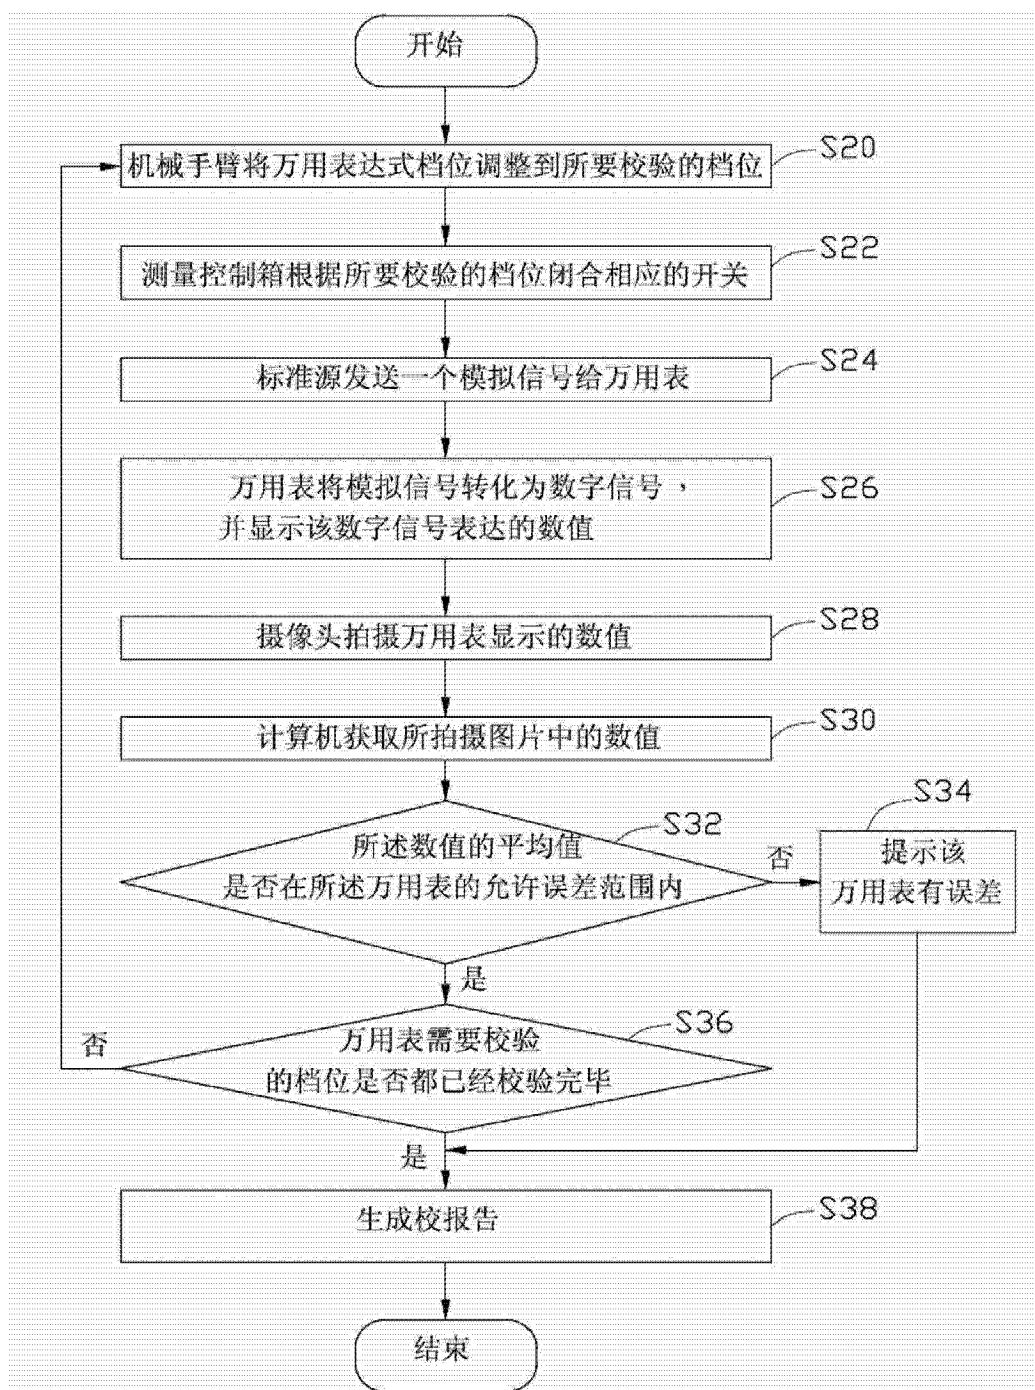 开始
机械手臂将万用表达式档位调整到所要校验的档位
S20
测量控制箱根据所要校验的档位闭合相应的开关
S22
标准源发送一个模拟信号给万用表
S24
万用表将模拟信号转化为数字信号，
并显示该数字信号表达的数值
S26
摄像头拍摄万用表显示的数值
S28
计算机获取所拍摄图片中的数值
S30
所述数值的平均值
是否在所述万用表的允许误差范围内
S32
否
提示该
万用表有误差
S34
是
万用表需要校验
的档位是否都已经校验完毕
S36
否
是
生成校报告
S38
结束